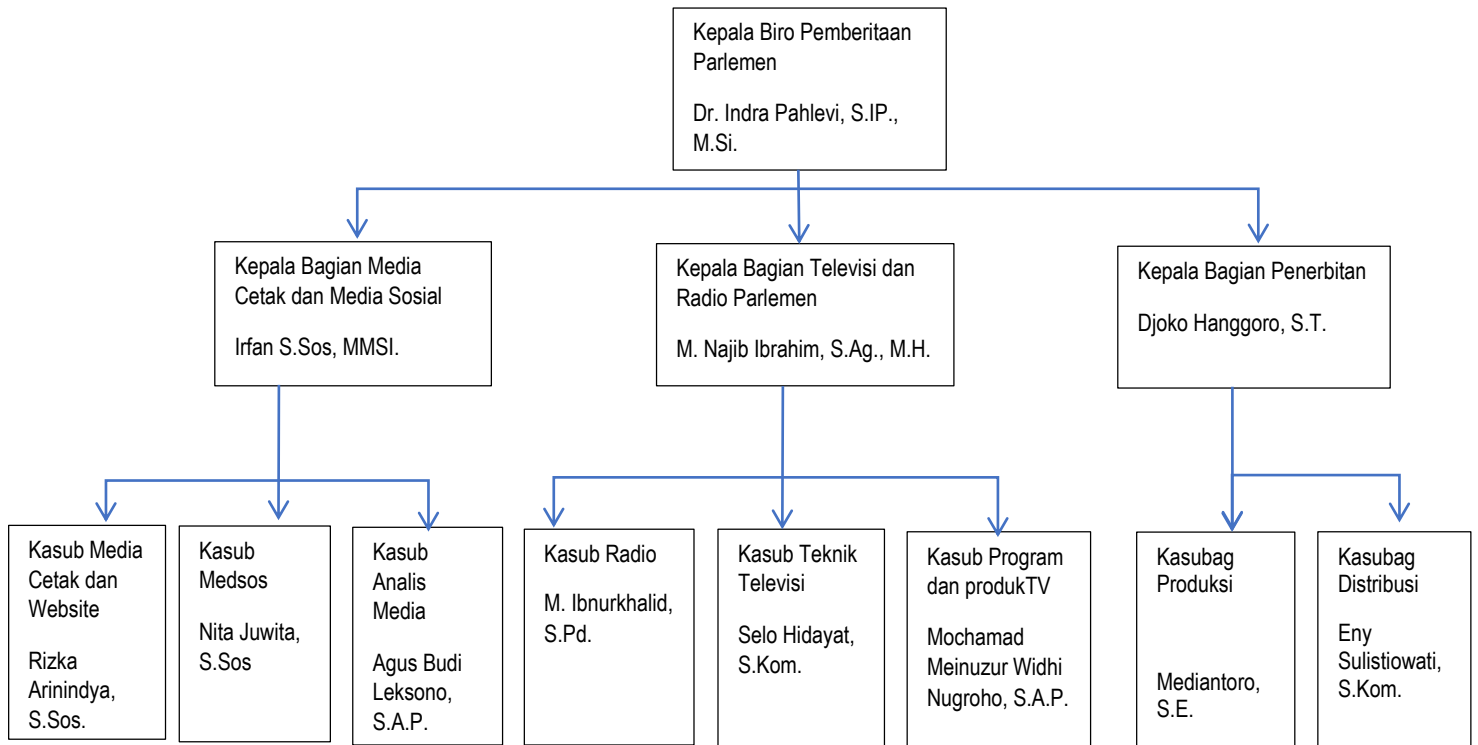 Kepala Biro Pemberitaan
Parlemen
Dr. Indra Pahlevi, S.IP.,
M.Si.
Kepala Bagian Media
Cetak dan Media Sosial
Irfan S.Sos, MMSI.
Kepala Bagian Televisi dan
Radio Parlemen
M. Najib Ibrahim, S.Ag., M.H.
Kepala Bagian Penerbitan
Djoko Hanggoro, S.T.
Kasub Media
Cetak dan
Website
Rizka
Arinindya,
S.Sos.
Kasub
Medsos
Nita Juwita,
S.Sos
Kasub
Analis
Media
Agus Budi
Leksono,
S.A.P.
Kasub Radio
M. Ibnurkhalid,
S.Pd.
Kasub Teknik
Televisi
Selo Hidayat,
S.Kom.
Kasub Program
dan produkTV
Mochamad
Meinuzur Widhi
Nugroho, S.A.P.
Kasubag
Produksi
Mediantoro,
S.E.
Kasubag
Distribusi
Eny
Sulistiowati,
S.Kom.